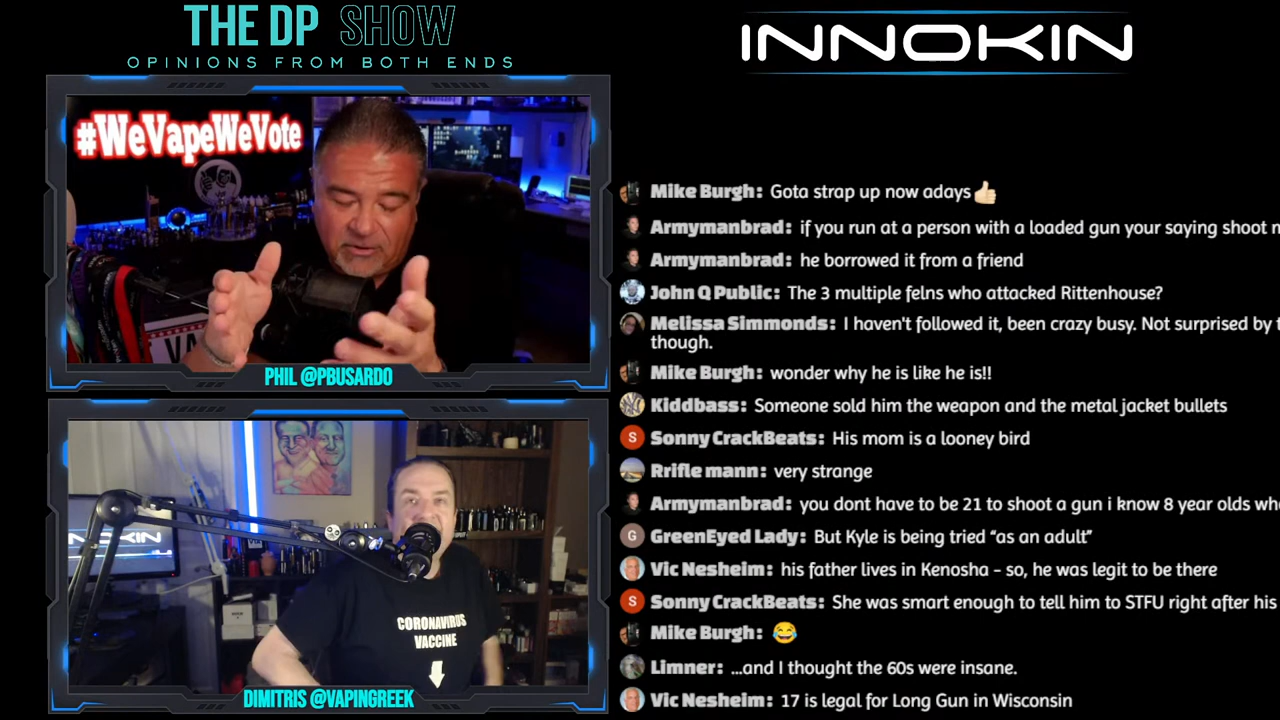 THE DP SHOW
OPINIONS FROM BOTH ENDS
#WeVapeWeVote
PHIL @PBUSARDO
CORONAVIRUS
VACCINE
DIMITRIS @VAPINGREEK
INNOKIN
Mike Burgh: Gota strap up now adays👍🏻
Armymanbrad: if you run at a person with a loaded gun your saying shoot
Armymanbrad: he borrowed it from a friend
John Q Public: The 3 multiple felns who attacked Rittenhouse?
Melissa Simmonds: I haven't followed it, been crazy busy. Not surprised by
though.
Mike Burgh: wonder why he is like he is!!
Kiddbass: Someone sold him the weapon and the metal jacket bullets
S Sonny CrackBeats: His mom is a looney bird
Rrifle mann: very strange
Armymanbrad: you dont have to be 21 to shoot a gun i know 8 year olds
G GreenEyed Lady: But Kyle is being tried “as an adult”
Vic Nesheim: his father lives in Kenosha - so, he was legit to be there
S Sonny CrackBeats: She was smart enough to tell him to STFU right after his
Mike Burgh: 😂
Limner: ...and I thought the 60s were insane.
Vic Nesheim: 17 is legal for Long Gun in Wisconsin